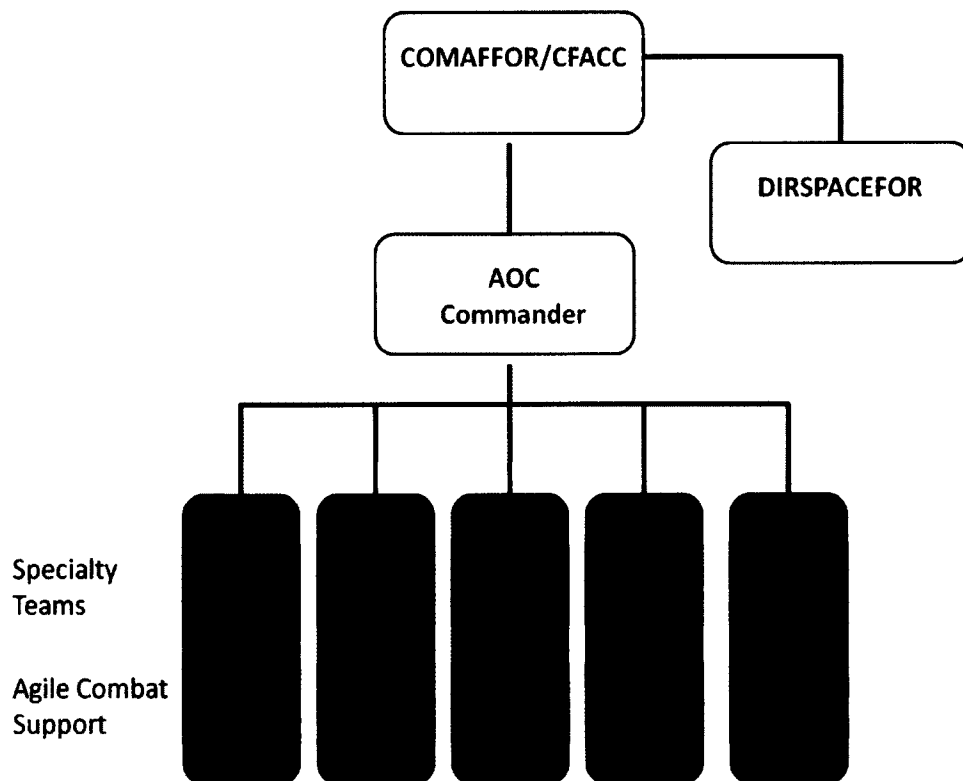 COMAFFOR/CFACC
DIRSPACEFOR
AOC
Commander
Specialty
Teams
Agile Combat
Support